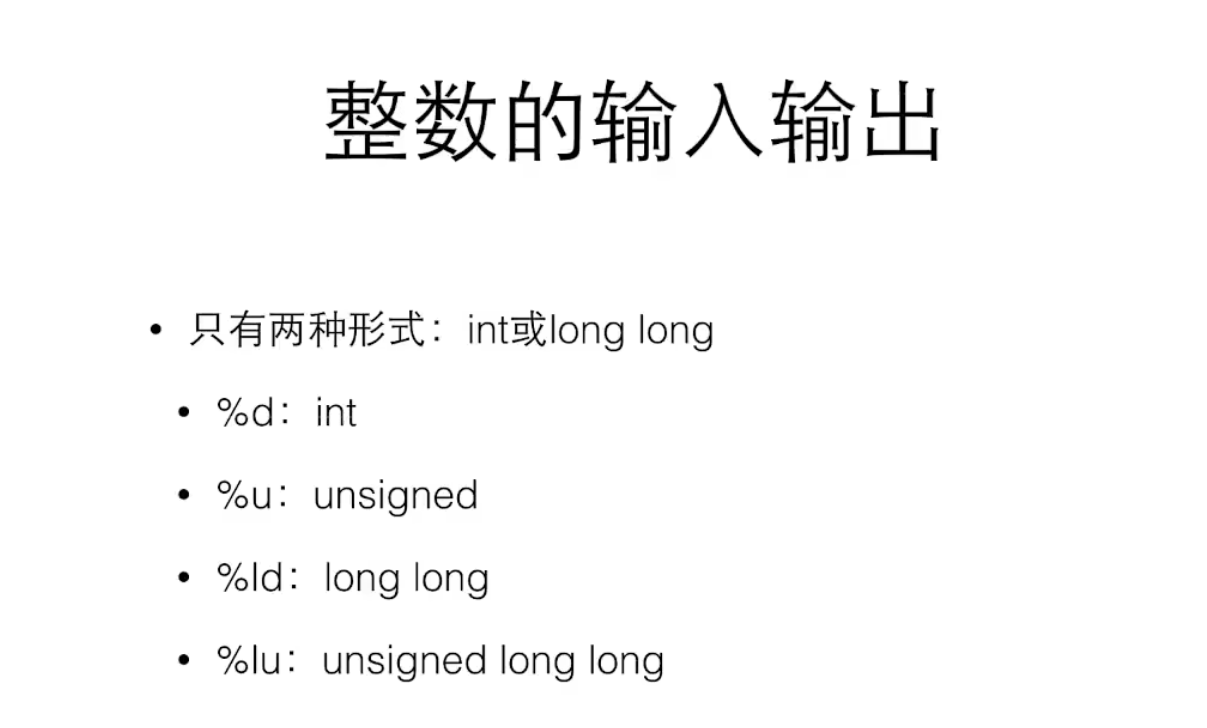 整数的输入输出
• 只有两种形式：int或long long
• %d：int
• %u：unsigned
• %ld：long long
• %lu：unsigned long long